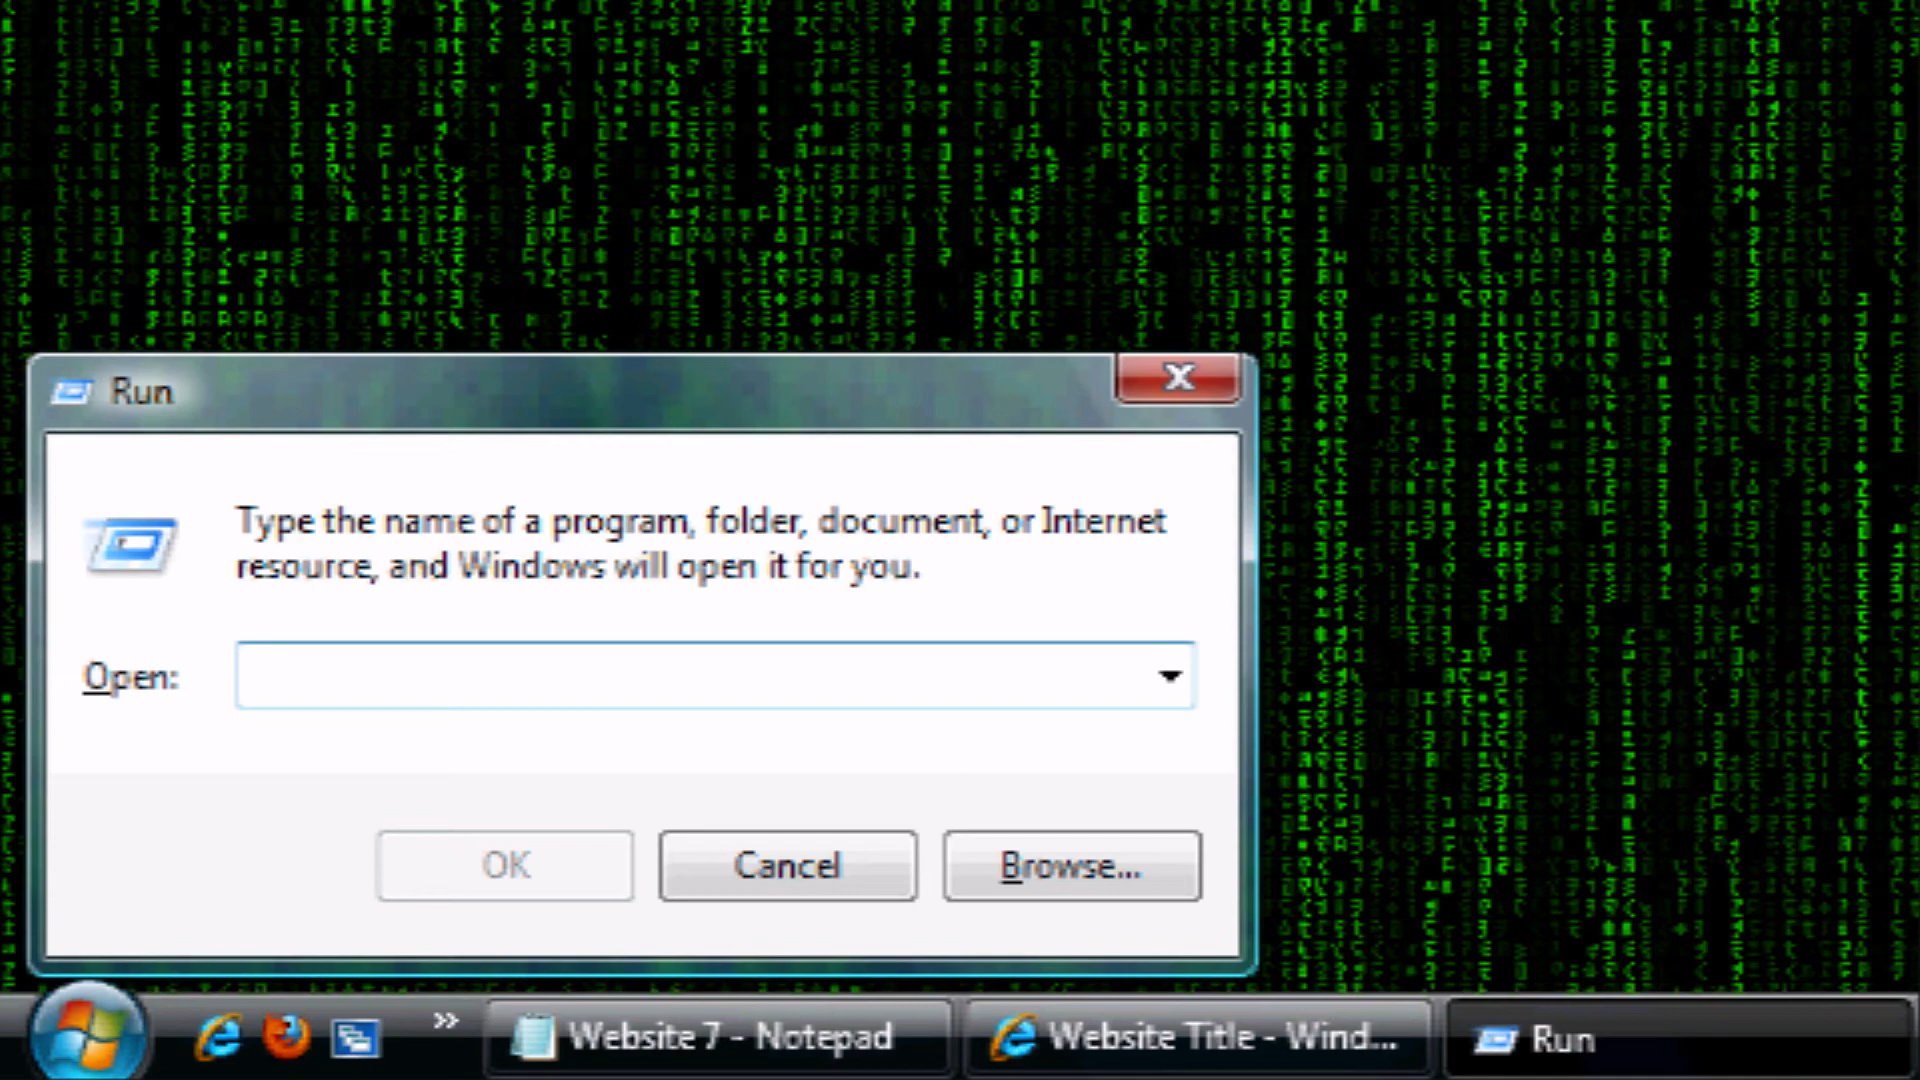 Run
Type the name of a program, folder, document, or Internet
resource, and Windows will open it for you.
Open:
OK
Cancel
Browse...
»
Website 7 - Notepad
Website Title - Wind...
Run